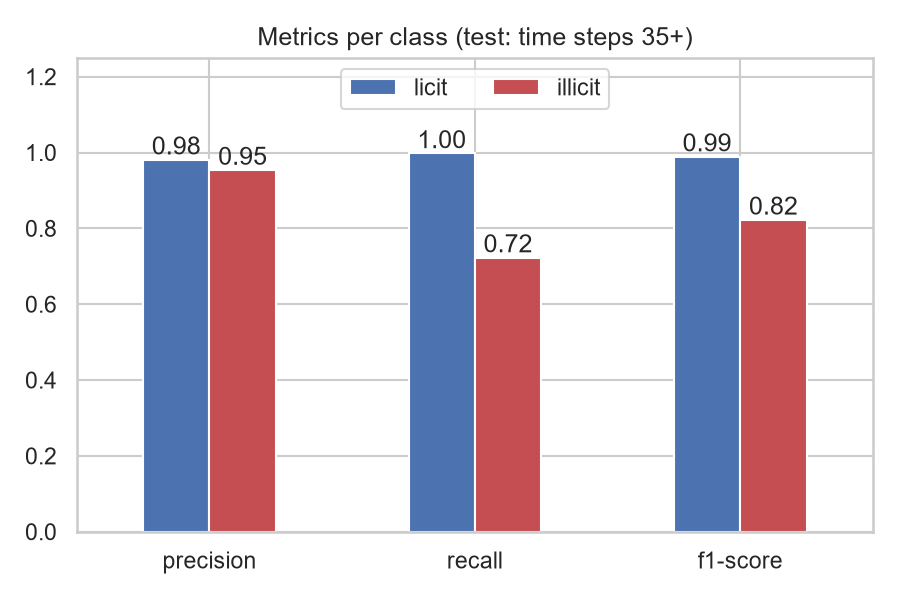 Metrics per class (test: time steps 35+)
licit illicit
1.2
1.0
0.8
0.6
0.4
0.2
0.0
0.98 0.95 1.00 0.72 0.99 0.82
precision recall f1-score